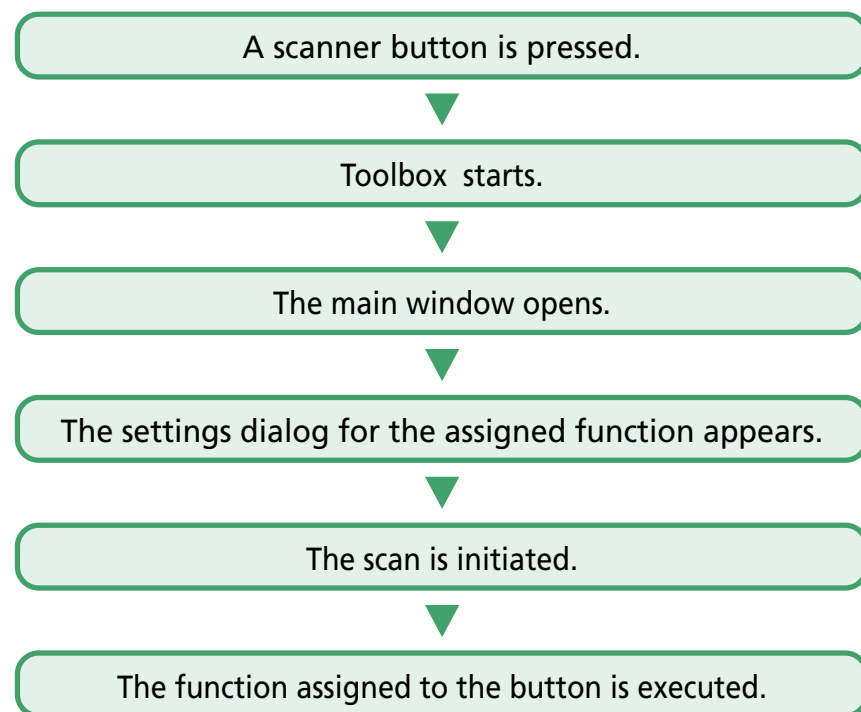 A scanner button is pressed.
Toolbox starts.
The main window opens.
The settings dialog for the assigned function appears.
The scan is initiated.
The function assigned to the button is executed.